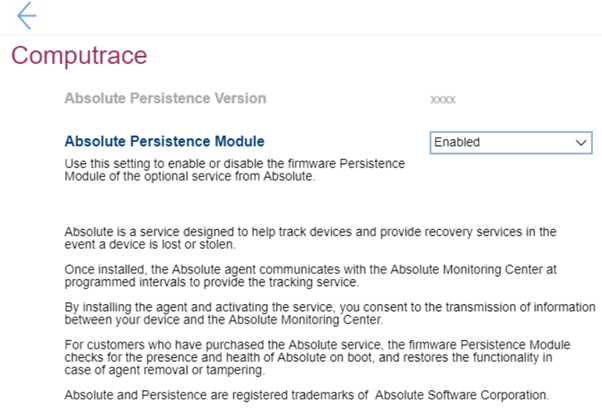 Computrace
Absolute Persistence Version xxxx
Absolute Persistence Module Enabled
Use this setting to enable or disable the firmware Persistence
Module of the optional service from Absolute.
Absolute is a service designed to help track devices and provide recovery services in the
event a device is lost or stolen.
Once installed, the Absolute agent communicates with the Absolute Monitoring Center at
programmed intervals to provide the tracking service.
By installing the agent and activating the service, you consent to the transmission of information
between your device and the Absolute Monitoring Center.
For customers who have purchased the Absolute service, the firmware Persistence Module
checks for the presence and health of Absolute on boot, and restores the functionality in
case of agent removal or tampering.
Absolute and Persistence are registered trademarks of Absolute Software Corporation.